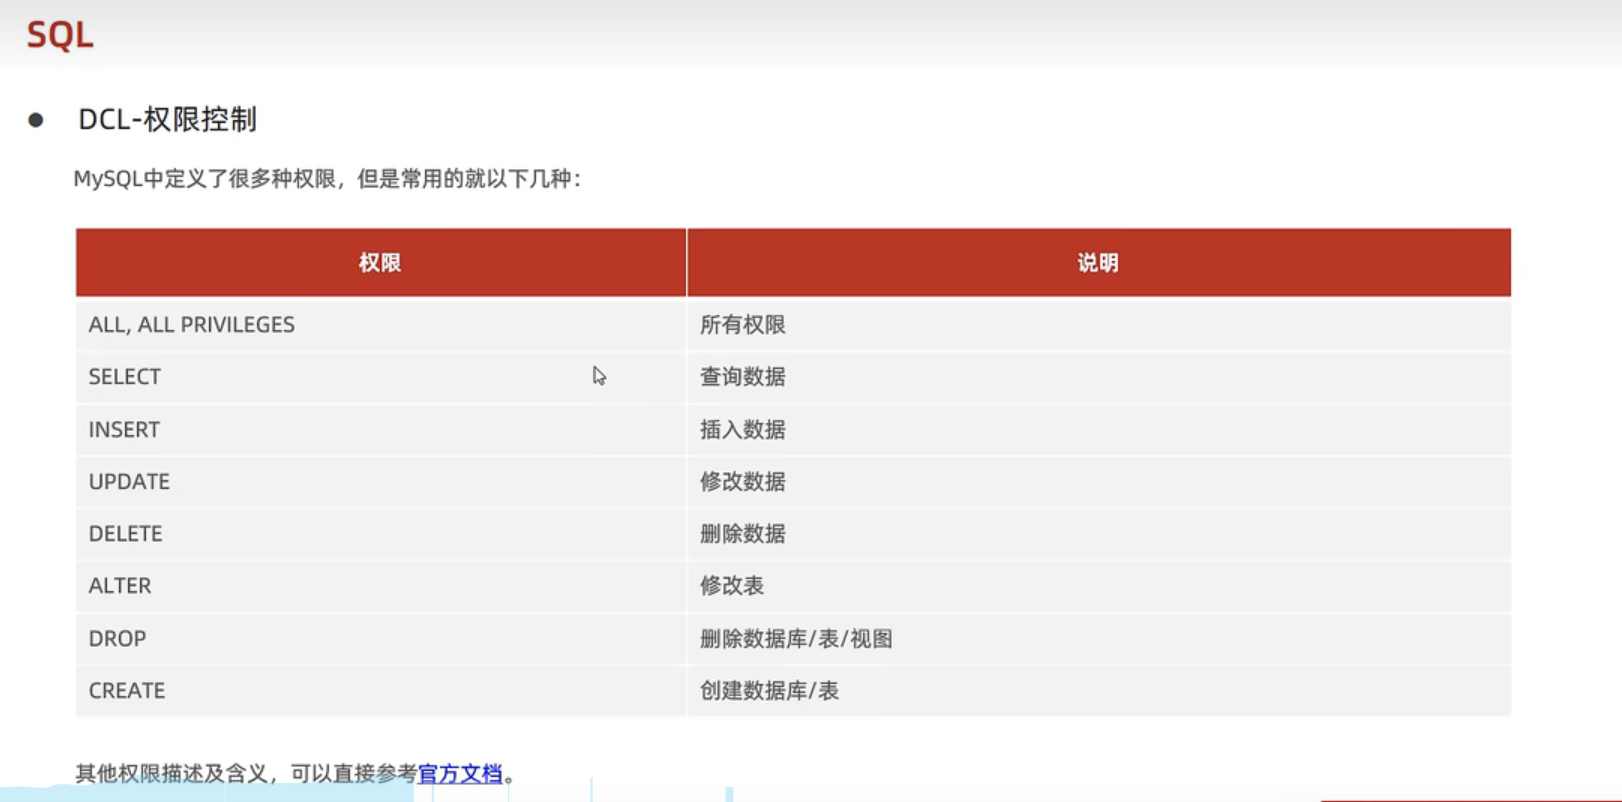 SQL
DCL-权限控制
MySQL中定义了很多种权限，但是常用的就以下几种：
权限 说明
ALL, ALL PRIVILEGES 所有权限
SELECT 查询数据
INSERT 插入数据
UPDATE 修改数据
DELETE 删除数据
ALTER 修改表
DROP 删除数据库/表/视图
CREATE 创建数据库/表
其他权限描述及含义，可以直接参考官方文档。